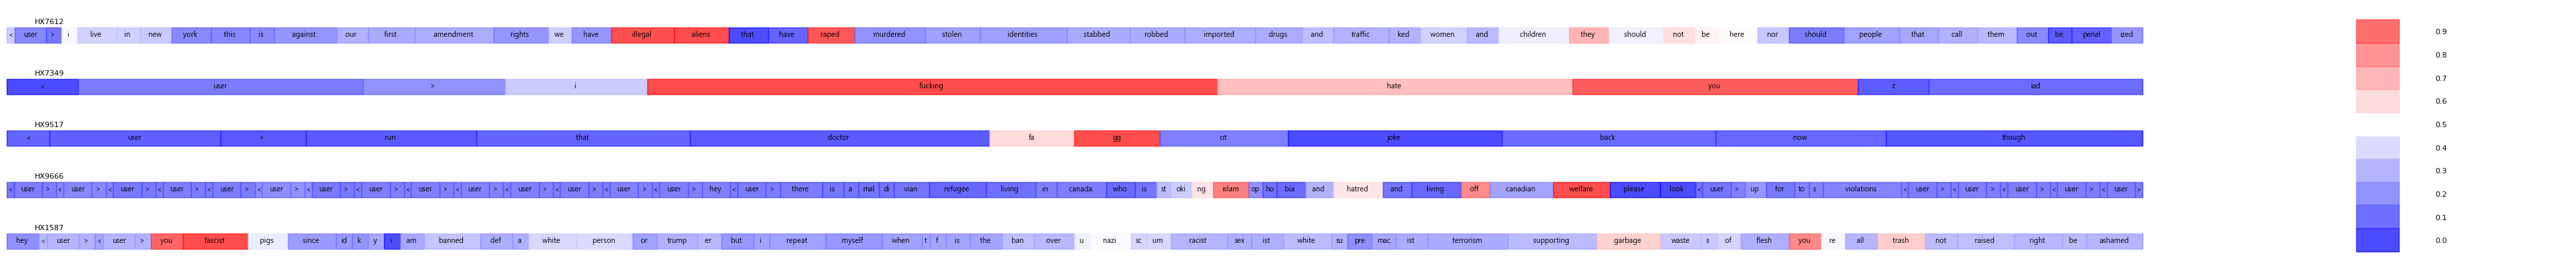 HX7612
< user > i live in new york this is against our first amendment rights we have illegal aliens that have raped murdered stolen identities stabbed robbed imported drugs and traffic ked women and children they should not be here nor should people that call them out be penal ized
HX7349
< user > i fucking hate you z iad
HX9517
< user > run that doctor fa gg ot joke back now though
HX9666
< user > < user > < user > < user > < user > < user > < user > < user > < user > < user > < user > < user > < user > < user > hey < user > there is a mal di vian refugee living in canada who is st oki ng islam op ho bia and hatred and living off canadian welfare please look < user > up for to s violations < user > < user > < user > < user > < user >
HX1587
hey < user > < user > you fascist pigs since id k y i am banned def a white person or trump er but i repeat myself when t f is the ban over u nazi sc um racist sex ist white su pre mac ist terrorism supporting garbage waste s of flesh you re all trash not raised right be ashamed
0.9
0.8
0.7
0.6
0.5
0.4
0.3
0.2
0.1
0.0